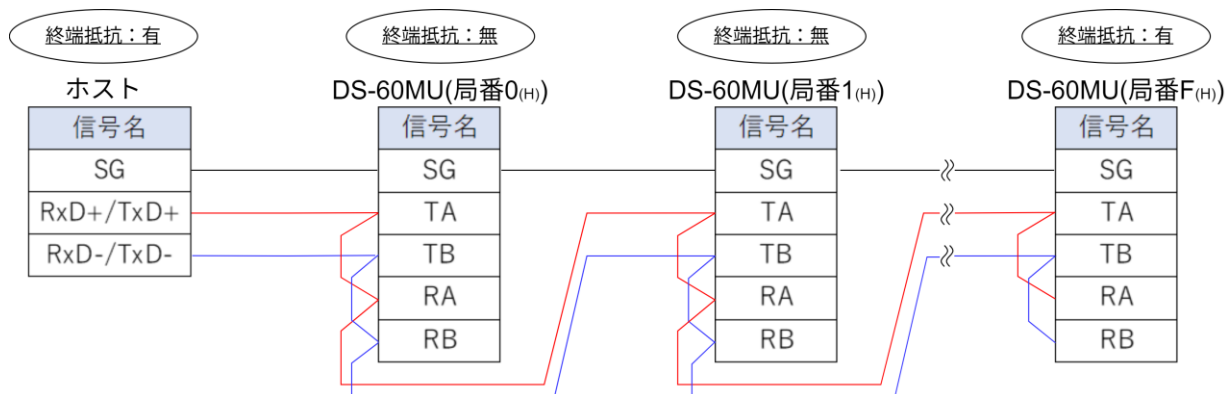 終端抵抗：有
終端抵抗：無
終端抵抗：無
終端抵抗：有
ホスト
DS-60MU(局番0(H))
DS-60MU(局番1(H))
DS-60MU(局番F(H))
信号名
信号名
信号名
信号名
SG
SG
SG
SG
RxD+/TxD+
TA
TA
TA
RxD-/TxD-
TB
TB
TB
RA
RA
RA
RB
RB
RB